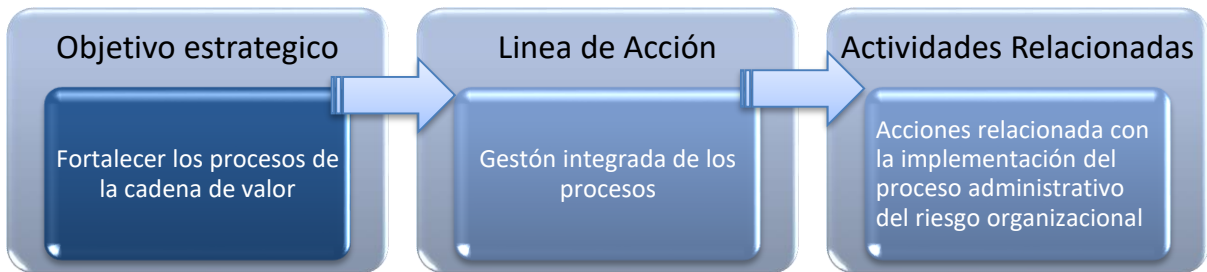 Objetivo estrategico
Fortalecer los procesos de
la cadena de valor
Linea de Acción
Gestón integrada de los
procesos
Actividades Relacionadas
Acciones relacionada con
la implementación del
proceso administrativo
del riesgo organizacional